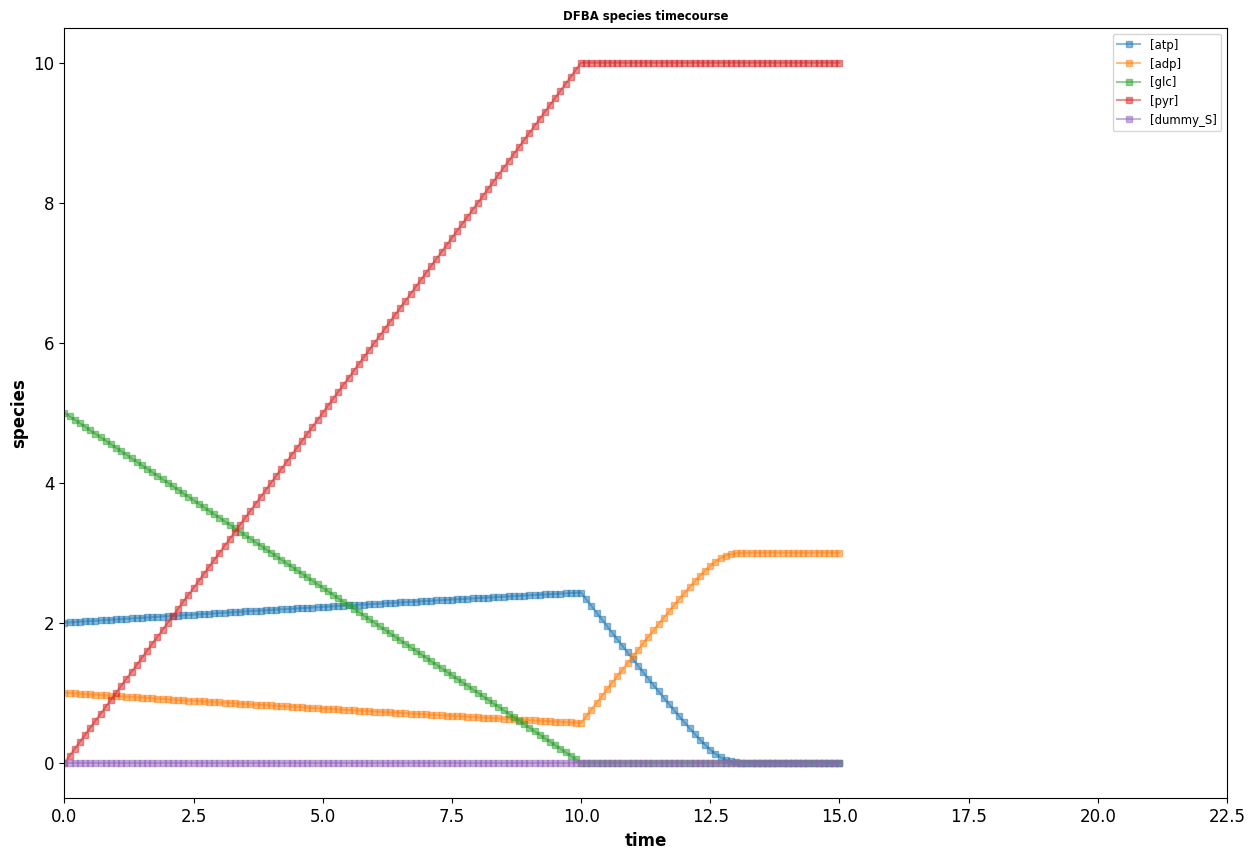 DFBA species timecourse
[atp]
[adp]
[glc]
[pyr]
[dummy_S]
species
10
8
6
4
2
0
0.0 2.5 5.0 7.5 10.0 12.5 15.0 17.5 20.0 22.5
time